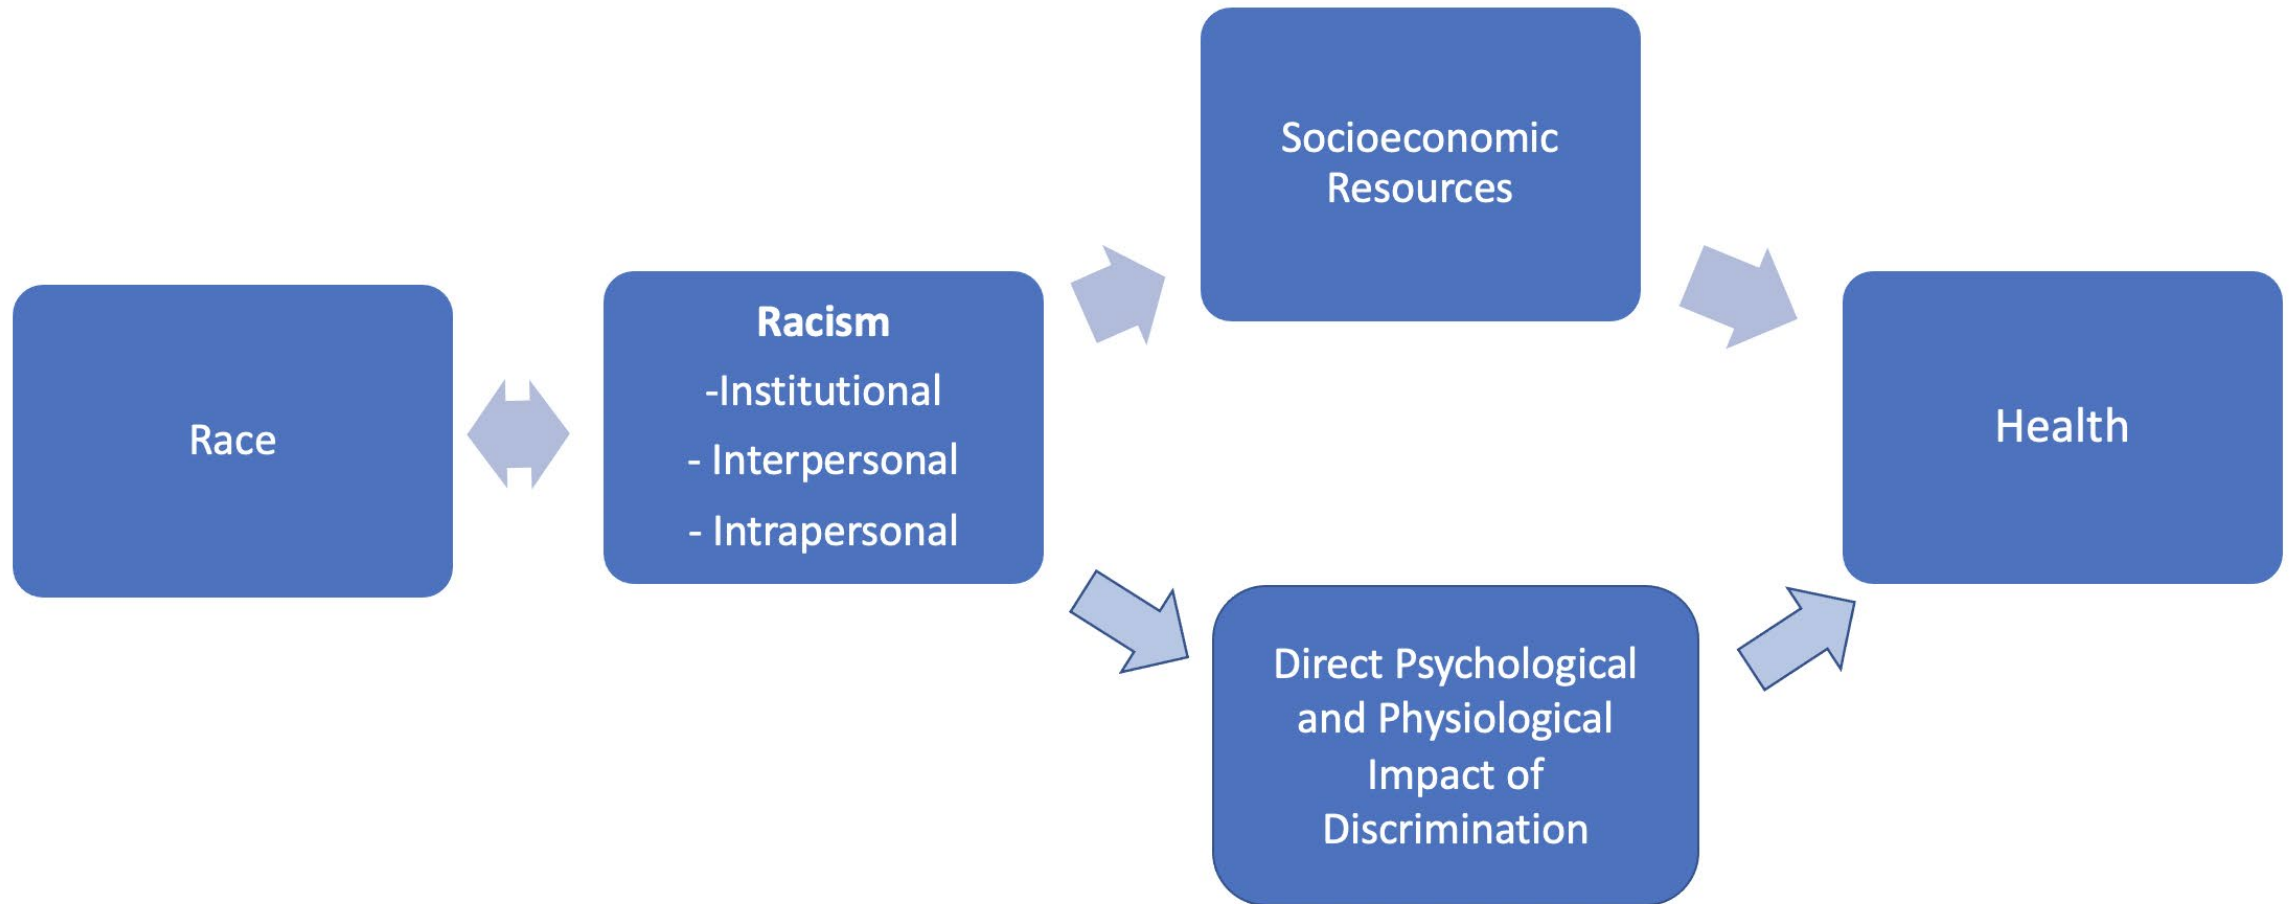 Race
Racism
-Institutional
- Interpersonal
- Intrapersonal
Socioeconomic
Resources
Direct Psychological
and Physiological
Impact of
Discrimination
Health